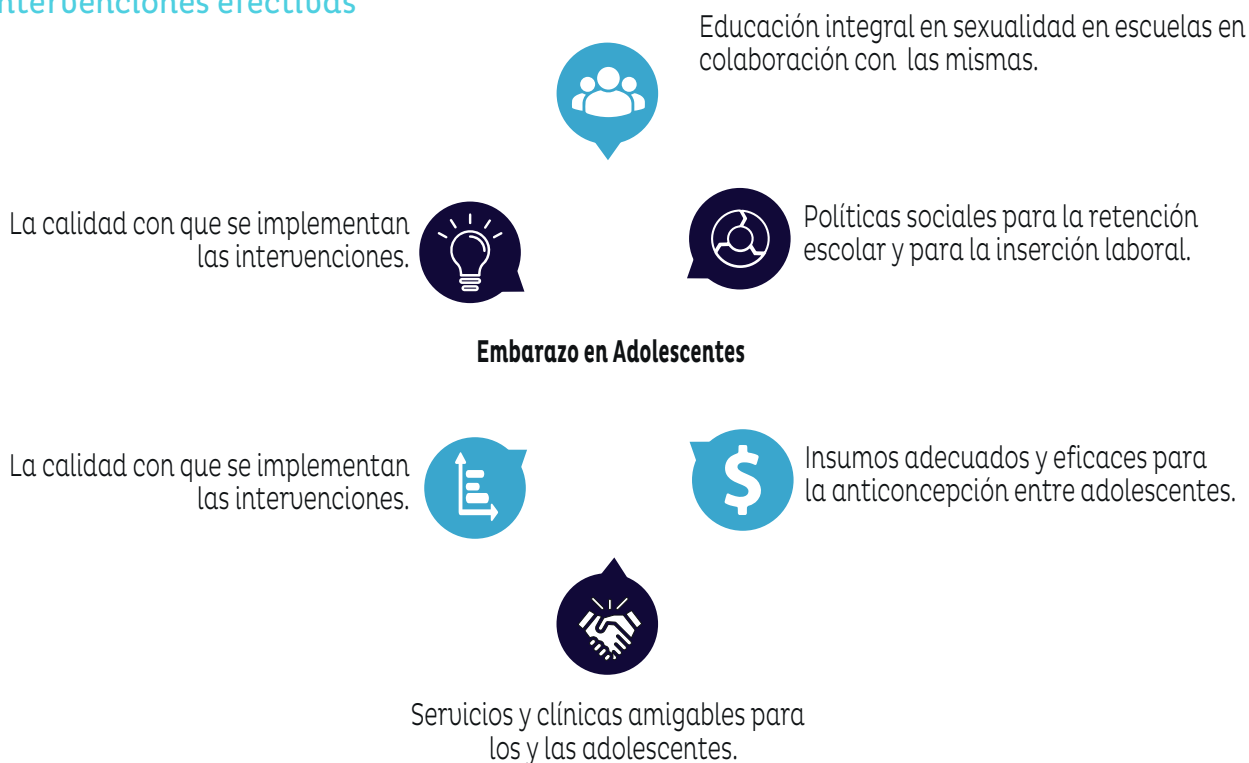 intervenciones efectivas
Educación integral en sexualidad en escuelas en
colaboración con las mismas.
La calidad con que se implementan
las intervenciones.
Políticas sociales para la retención
escolar y para la inserción laboral.
Embarazo en Adolescentes
La calidad con que se implementan
las intervenciones.
Insumos adecuados y eficaces para
la anticoncepción entre adolescentes.
$
Servicios y clínicas amigables para
los y las adolescentes.